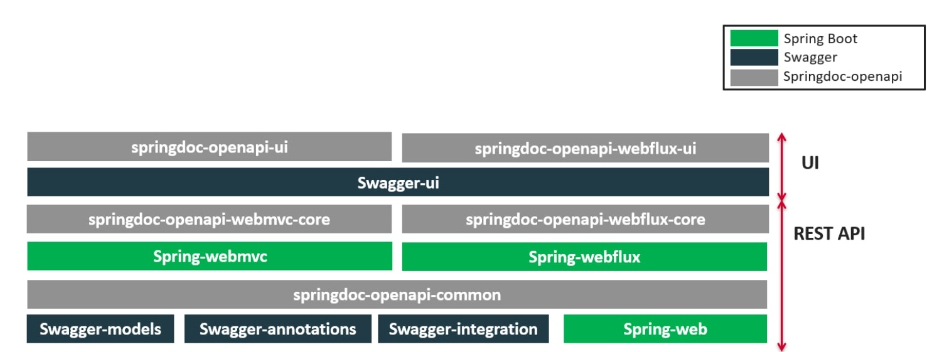 Spring Boot
Swagger
Springdoc-openapi
springdoc-openapi-ui
springdoc-openapi-webflux-ui
UI
Swagger-ui
springdoc-openapi-webmvc-core
springdoc-openapi-webflux-core
REST API
Spring-webmvc
Spring-webflux
springdoc-openapi-common
Swagger-models
Swagger-annotations
Swagger-integration
Spring-web